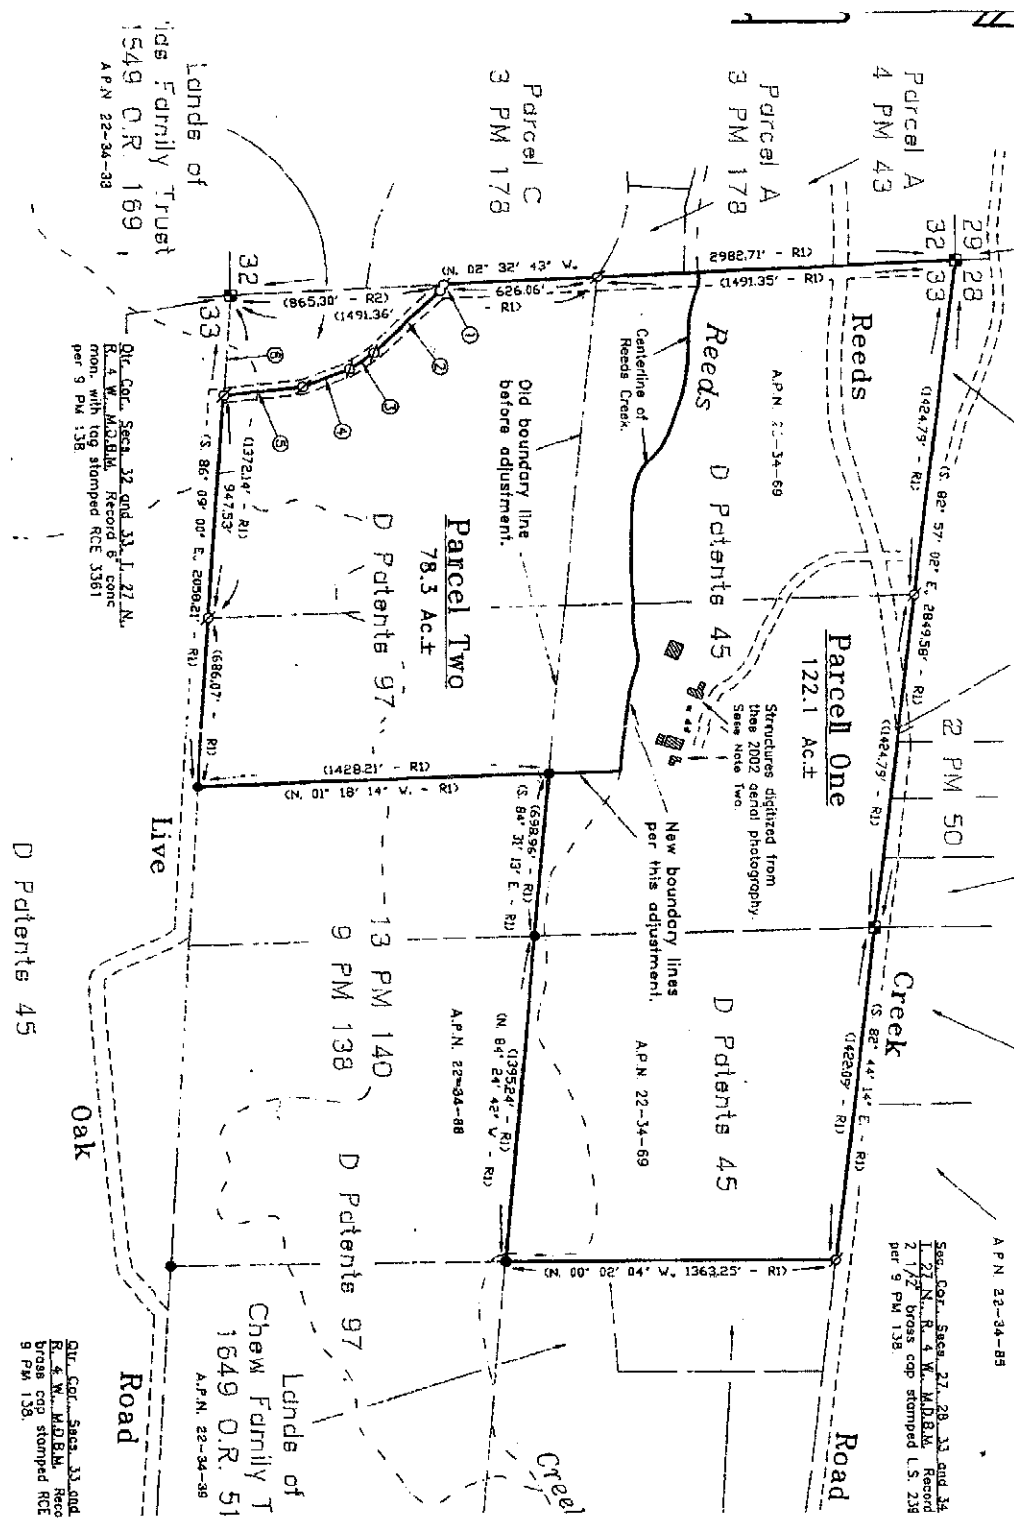 Parcel A
4 PM 43
Parcel A
3 PM 178
Parcel C
3 PM 178
Lands of
Family Trust
1549 O.R. 169
A.P.N 22-34-33
29 28
32 33
2982.71' - R1)
(1491.35' - R1)
(N. 02° 32' 43" W.
626.06'
- R1)
(865.30' - R2)
(1491.36'
32
33
1
2
3
4
5
6
Qtr. Cor., Secs. 32 and 33, T. 27 N.,
R. 4 W., M.D.B.M. Record 6" conc
mon. with tag stamped RCE 3361
per 9 PM 138
Reeds
Reeds
Centerline of
Reeds Creek.
A.P.N. 22-34-69
Old boundary line
before adjustment.
(1424.79' - R1)
(S. 82° 57' 02" E. 2849.58' - R1)
(1424.79' - R1)
D Patents 45
Parcel One
122.1 Ac.±
2 PM 50
Structures digitized from
thes 2002 aerial photography.
Sese Note Two.
Parcel Two
78.3 Ac.±
D Patents 97
(1372.14' - R1)
947.53'
(S. 86° 09' 00" E. 2058.21' - R1)
(686.07' - R1)
(1428.21' - R1)
(N. 01° 18' 14" W. - R1)
(698.96' - R1)
(S. 84° 31' 13" E. - R1)
New boundary lines
per this adjustment.
Live
Oak
Road
D Patents 45
13 PM 140
9 PM 138
A.P.N. 22-34-88
(1395.24' - R1)
(N. 84° 24' 42" W - R1)
A.P.N. 22-34-69
D Patents 45
Creek
(S. 82° 44' 14" E. - R1)
(1422.09' - R1)
(N. 00° 02' 04" W. 1363.25' - R1)
D Patents 97
A.P.N 22-34-85
Secs. Cor., Secs. 27, 28, 33 and 34
T. 27 N., R. 4 W., M.D.B.M. Record
2 1/2" brass cap stamped L.S.
per 9 PM 138
Road
Lands of
Chew Family T
1649 O.R. 51
A.P.N. 22-34-39
Qtr. Cor., Secs. 33 and
R. 4 W., M.D.B.M. Reco
brass cap stamped RCE
9 PM 138.